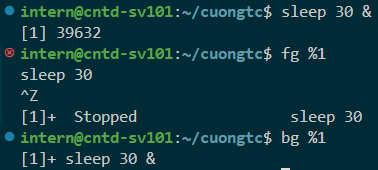 intern@cntd-sv101:~/cuongtc$ sleep 30 &
[1] 39632
intern@cntd-sv101:~/cuongtc$ fg %1
sleep 30
^Z
[1]+  Stopped                 sleep 30
intern@cntd-sv101:~/cuongtc$ bg %1
[1]+ sleep 30 &